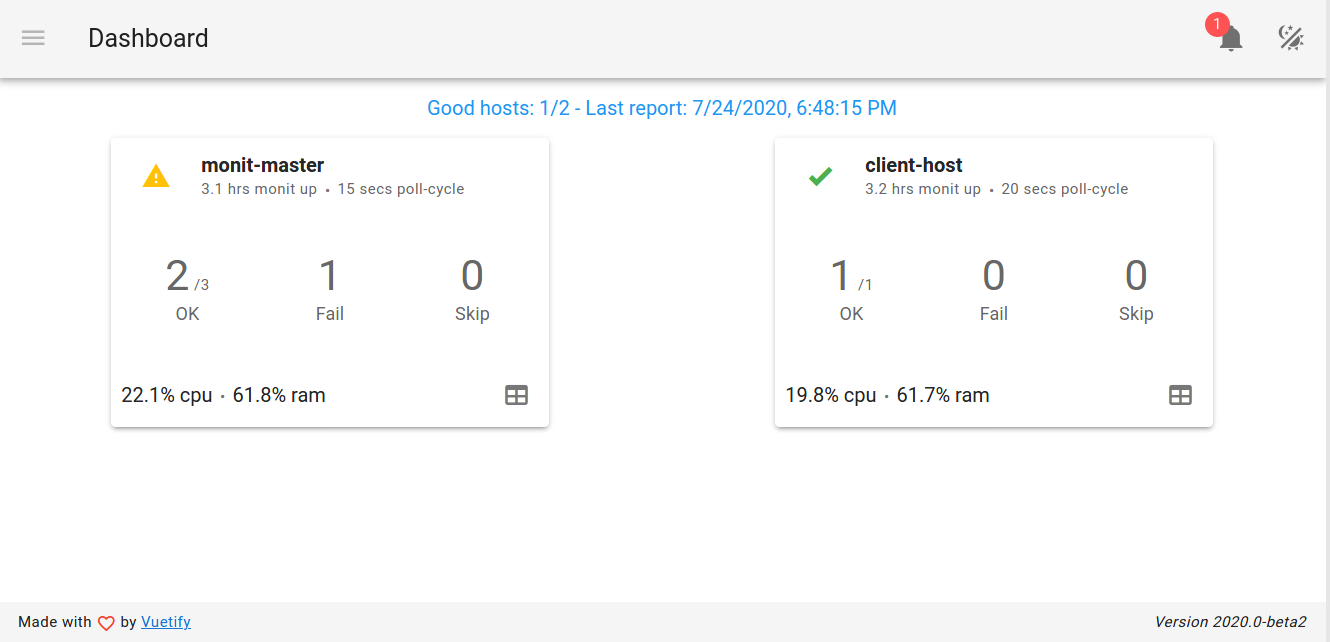 Dashboard
1
Good hosts: 1/2 - Last report: 7/24/2020, 6:48:15 PM
monit-master
3.1 hrs monit up • 15 secs poll-cycle
2 /3
OK
1
Fail
0
Skip
22.1% cpu • 61.8% ram
client-host
3.2 hrs monit up • 20 secs poll-cycle
1 /1
OK
0
Fail
0
Skip
19.8% cpu • 61.7% ram
Made with by Vuetify
Version 2020.0-beta2